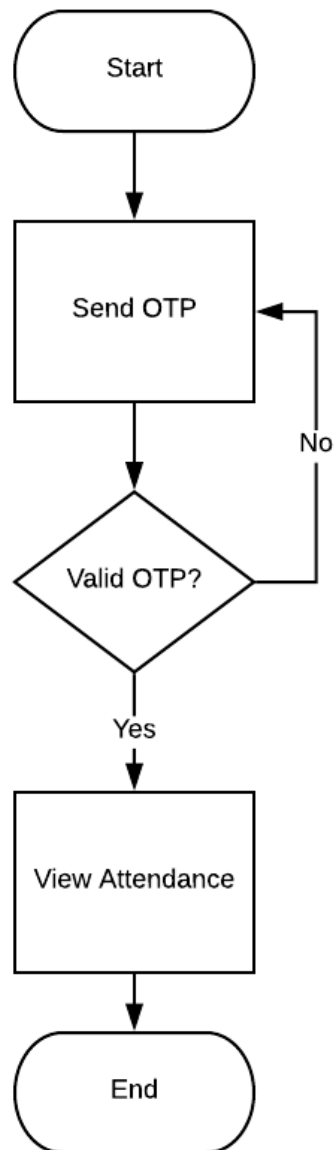 Start
Send OTP
No
Valid OTP?
Yes
View Attendance
End